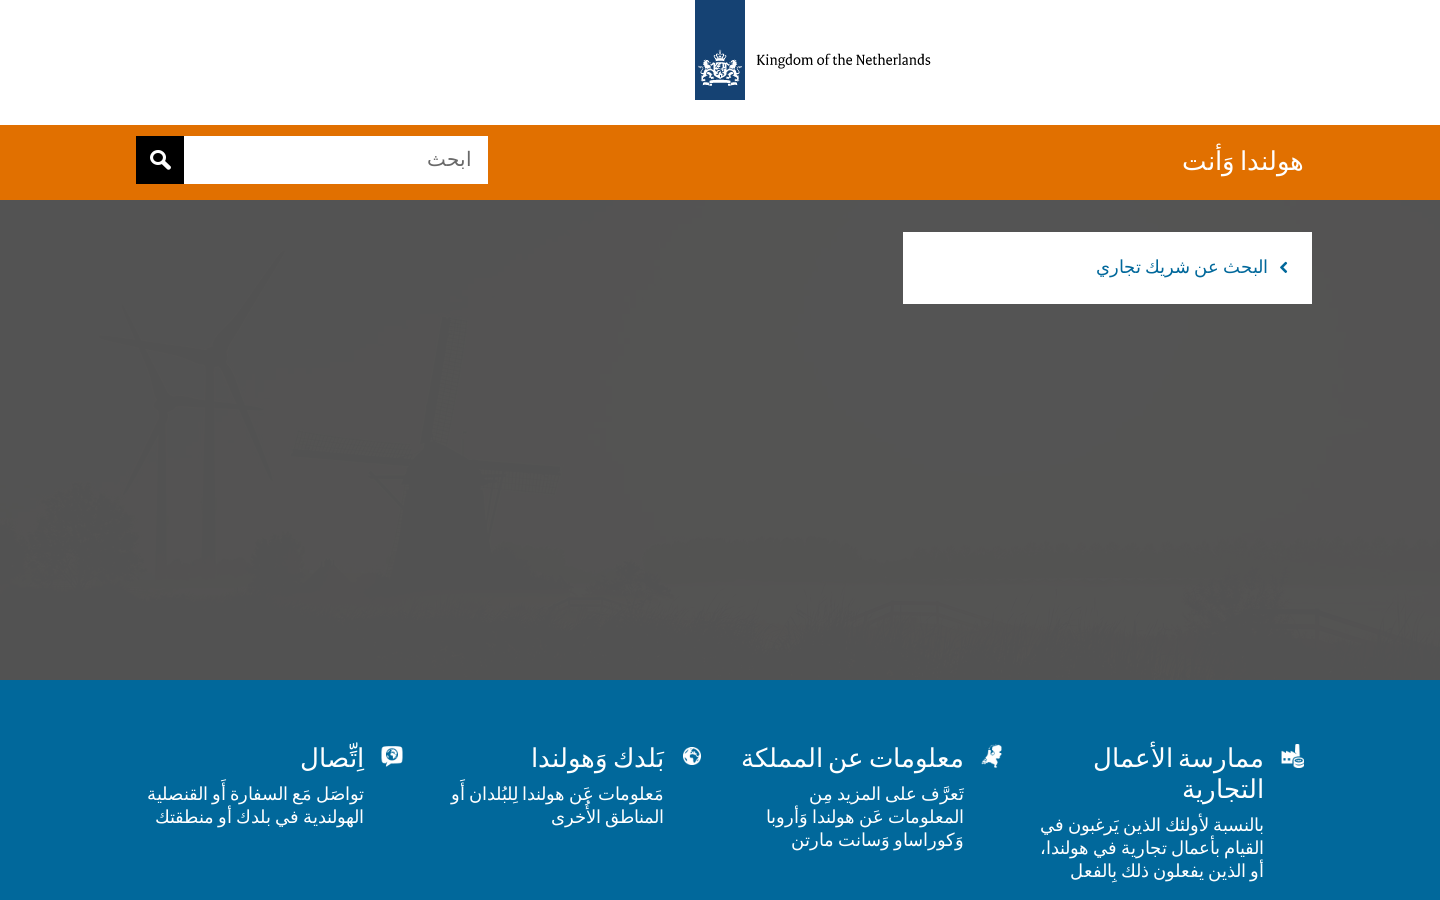 Kingdom of the Netherlands
هولندا وَأنت
ابحث
البحث عن شريك تجاري
ممارسة الأعمال
التجارية
بالنسبة لأولئك الذين يَرغبون في
القيام بأعمال تجارية في هولندا،
أو الذين يفعلون ذلك بِالفعل
معلومات عن المملكة
تَعرَّف على المزيد مِن
المعلومات عَن هولندا وَأروبا
وَكوراساو وَسانت مارتن
بَلدك وَهولندا
مَعلومات عَن هولندا لِلبُلدان أَو
المناطق الأُخرى
اِتِّصال
تواصَل مَع السفارة أَو القنصلية
الهولندية في بلدك أو منطقتك